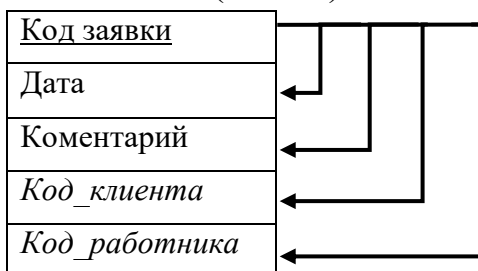 Код заявки
Дата
Коментарий
Код_клиента
Код_работника